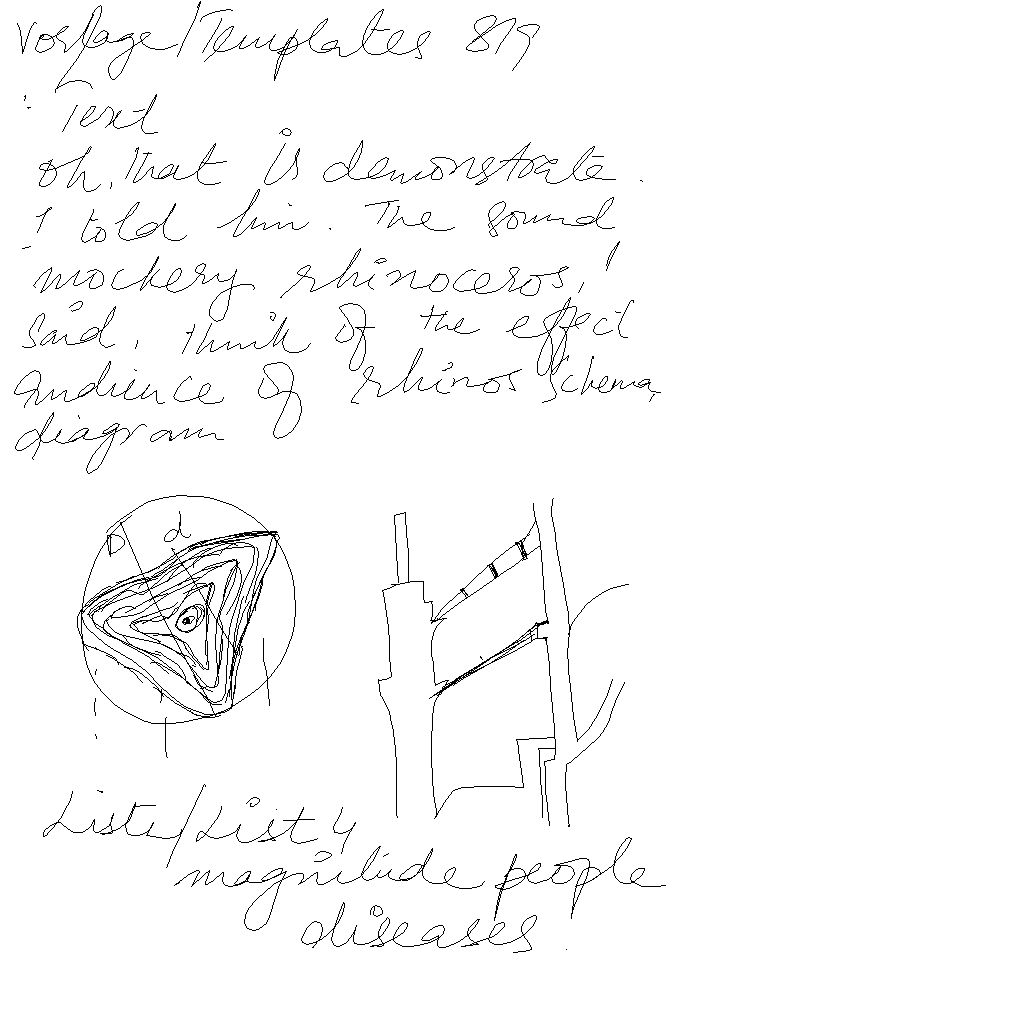 Vorlage/Templates 819
: Text
oh, that is demonstrate.
I told him. The sound
mockery rhinoceros, I
said, think of the effect
audience of rhinos schema,
diagram
D d
Liste/List 4
magnitude people
diseases.